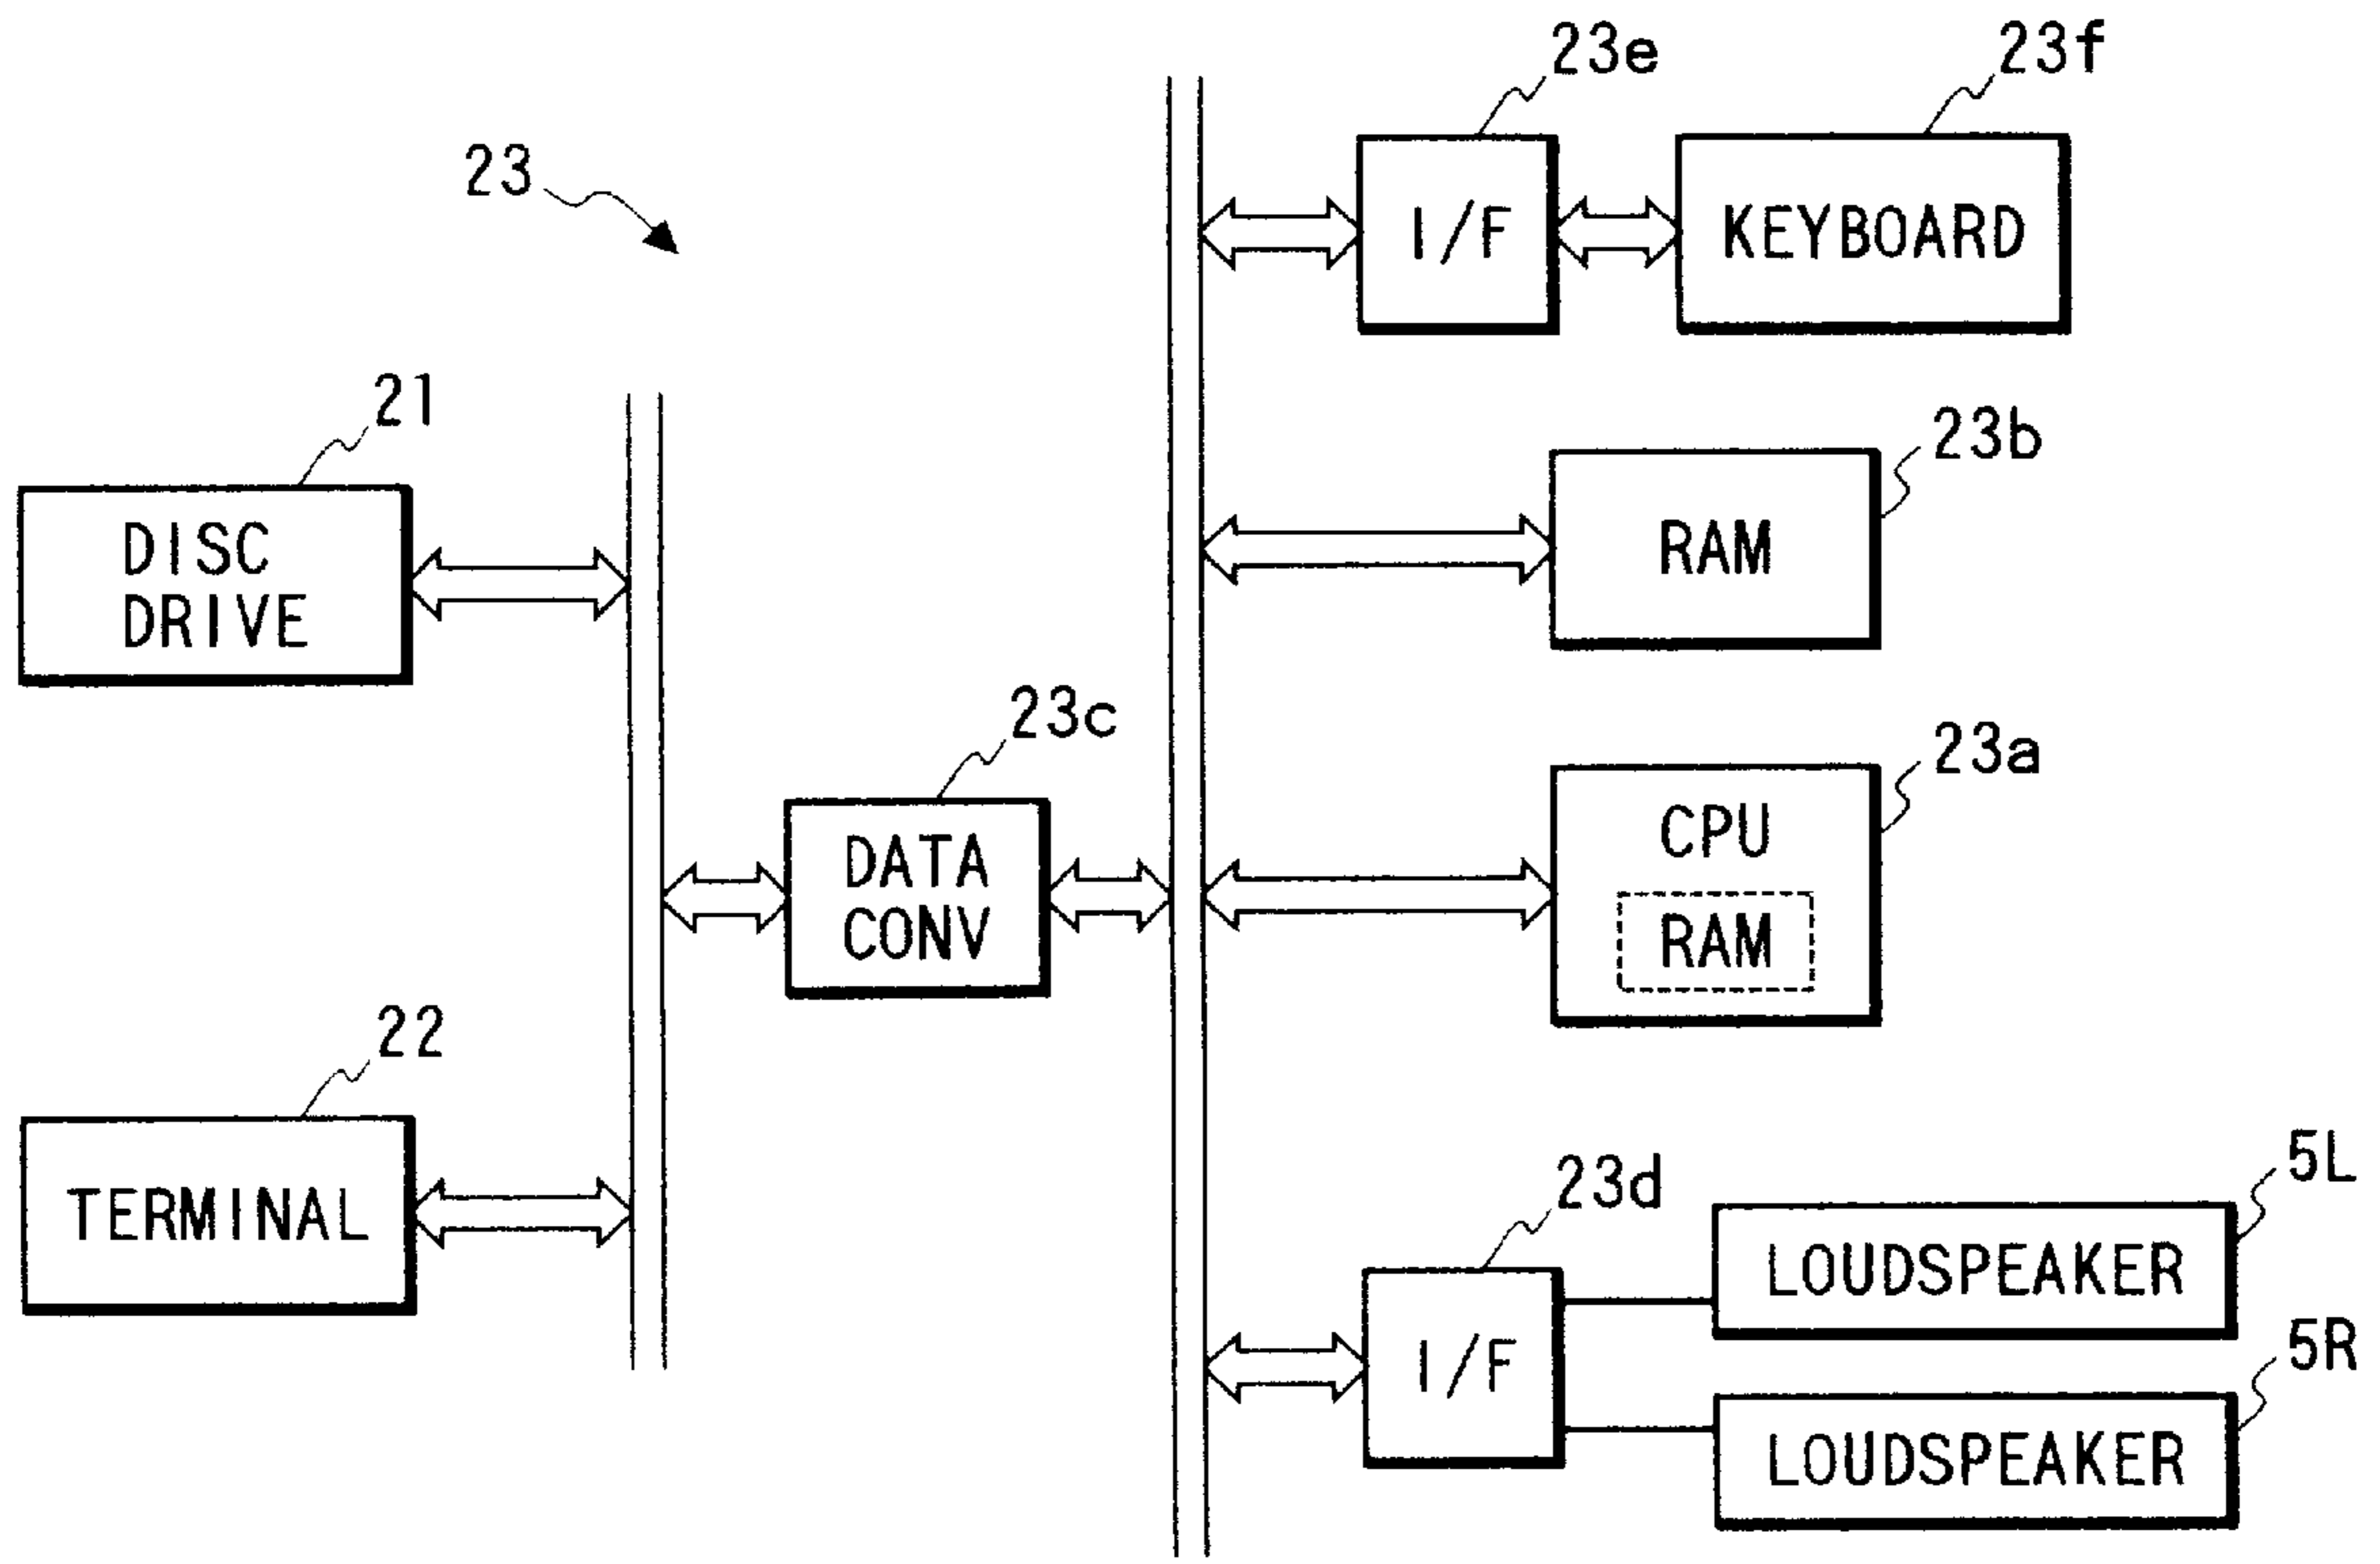 23e
23f
23
I/F
KEYBOARD
21
23b
DISC
DRIVE
RAM
23c
23a
DATA
CONV
CPU
RAM
22
TERMINAL
23d
5L
I/F
LOUDSPEAKER
5R
LOUDSPEAKER